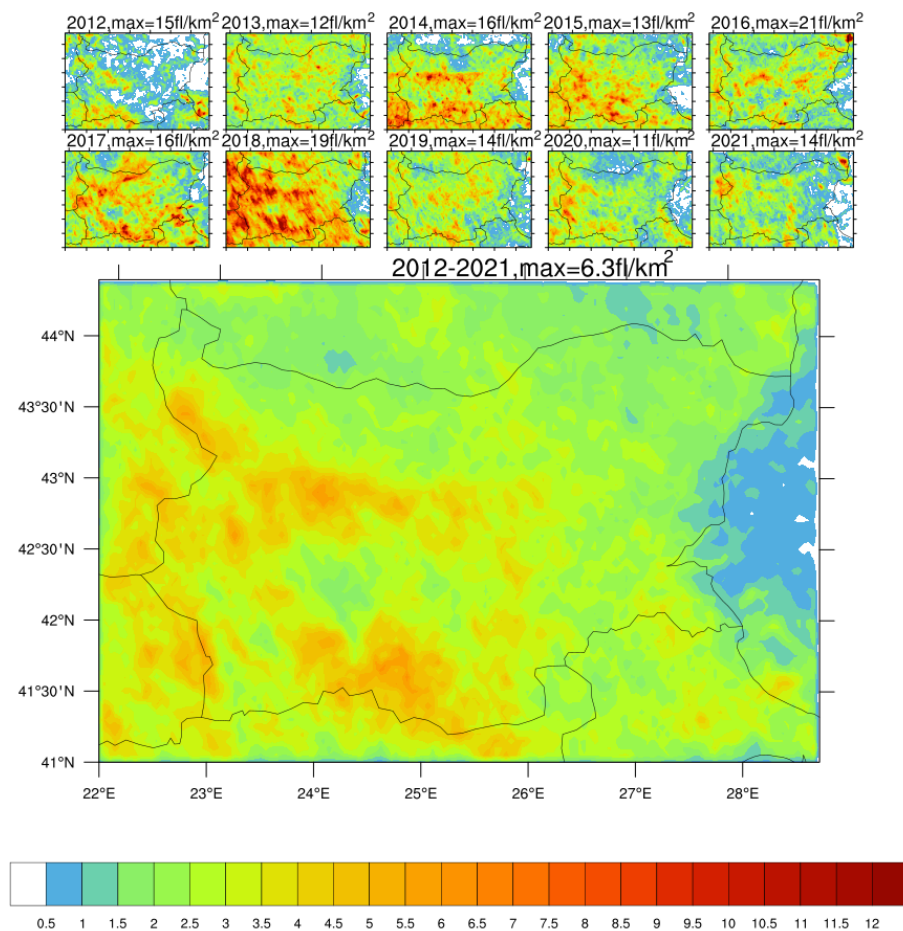 2012,max=15fl/km2 2013,max=12fl/km2 2014,max=16fl/km2 2015,max=13fl/km2 2016,max=21fl/km2
2017,max=16fl/km2 2018,max=19fl/km2 2019,max=14fl/km2 2020,max=11fl/km2 2021,max=14fl/km2
2012-2021,max=6.3fl/km2
44°N
43°30'N
43°N
42°30'N
42°N
41°30'N
41°N
22°E 23°E 24°E 25°E 26°E 27°E 28°E
0.5 1 1.5 2 2.5 3 3.5 4 4.5 5 5.5 6 6.5 7 7.5 8 8.5 9 9.5 10 10.5 11 11.5 12